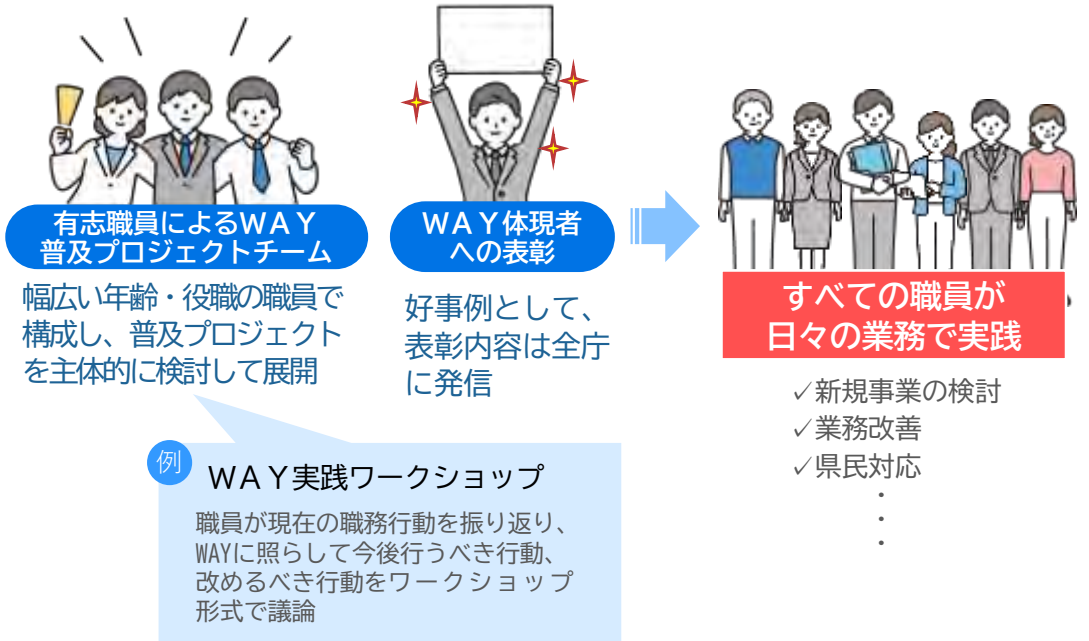 有志職員によるWAY
普及プロジェクトチーム
幅広い年齢・役職の職員で
構成し、普及プロジェクト
を主体的に検討して展開
WAY体現者
への表彰
好事例として、
表彰内容は全庁
に発信
例
WAY実践ワークショップ
職員が現在の職務行動を振り返り、
WAYに照らして今後行うべき行動、
改めるべき行動をワークショップ
形式で議論
すべての職員が
日々の業務で実践
✓新規事業の検討
✓業務改善
✓県民対応
・
・
・